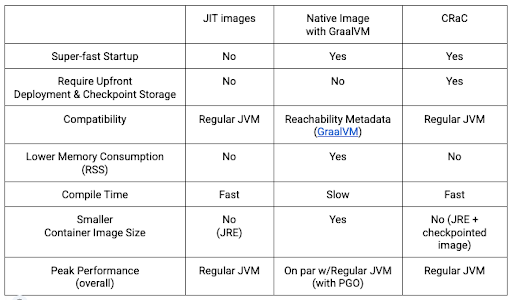 JIT images
Native Image
with GraalVM
CRaC
Super-fast Startup
No
Yes
Yes
Require Upfront
Deployment & Checkpoint Storage
No
No
Yes
Compatibility
Regular JVM
Reachability Metadata
(GraalVM)
Regular JVM
Lower Memory Consumption
(RSS)
No
Yes
No
Compile Time
Fast
Slow
Fast
Smaller
Container Image Size
No
(JRE)
Yes
No (JRE +
checkpointed
image)
Peak Performance
(overall)
Regular JVM
On par w/Regular JVM
(with PGO)
Regular JVM